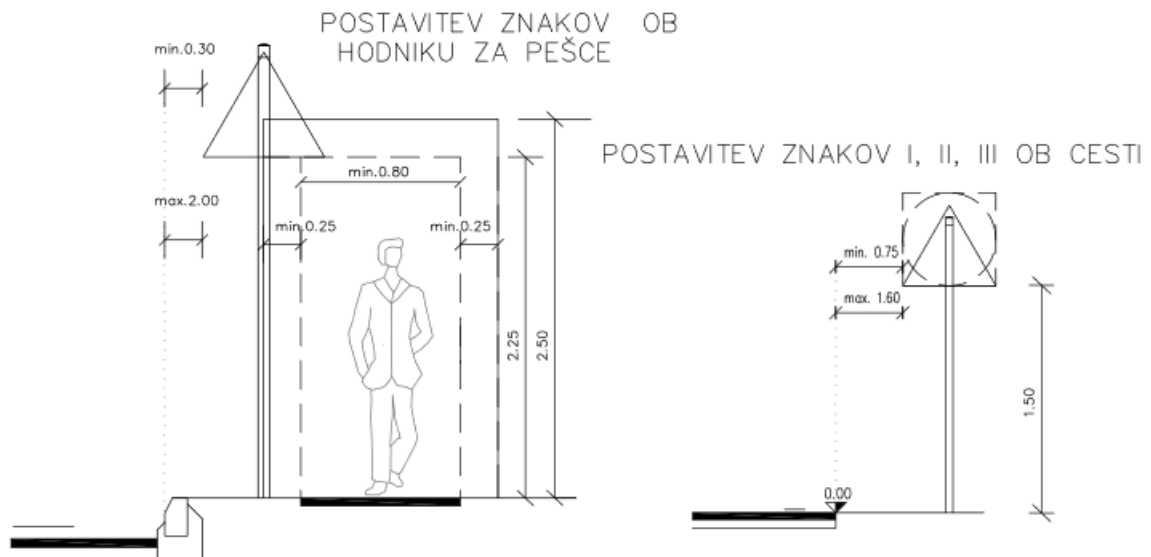 POSTAVITEV ZNAKOV OB
HODNIKU ZA PEŠCE
min.0.30
max.2.00
min.0.80
min.0.25
min.0.25
2.25
2.50
POSTAVITEV ZNAKOV I, II, III OB CESTI
min. 0.75
max. 1.60
1.50
0.00